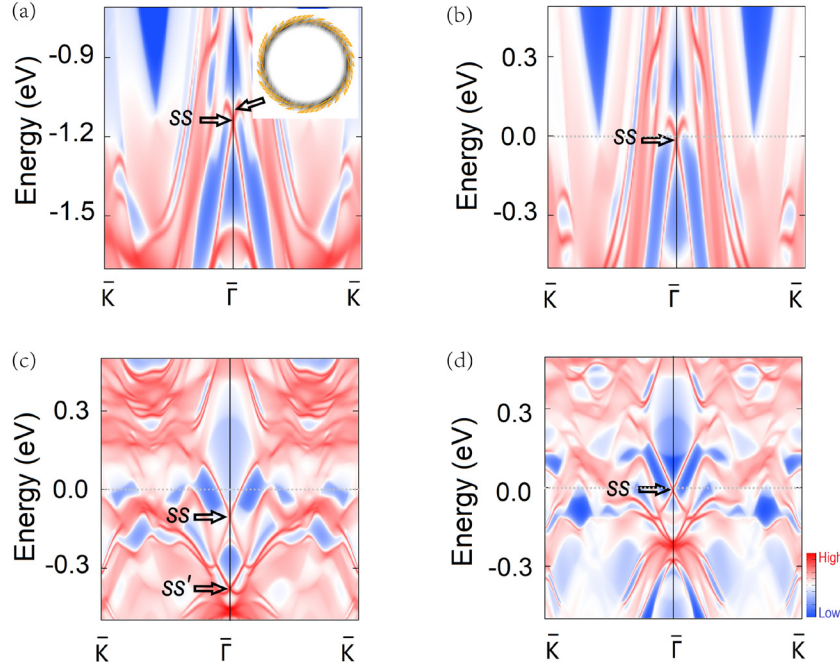 (a)
(b)
Energy (eV)
-0.9
-1.2
-1.5
SS
K̄
Γ̄
K̄
Energy (eV)
0.3
0.0
-0.3
SS
K̄
Γ̄
K̄
(c)
(d)
Energy (eV)
0.3
0.0
-0.3
SS
SS'
K̄
Γ̄
K̄
Energy (eV)
0.3
0.0
-0.3
SS
K̄
Γ̄
K̄
High
Low